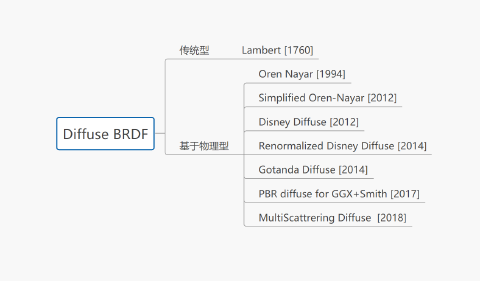 传统型 Lambert [1760]
Oren Nayar [1994]
Simplified Oren-Nayar [2012]
Disney Diffuse [2012]
Diffuse BRDF
基于物理型 Renormalized Disney Diffuse [2014]
Gotanda Diffuse [2014]
PBR diffuse for GGX+Smith [2017]
MultiScattrering Diffuse [2018]